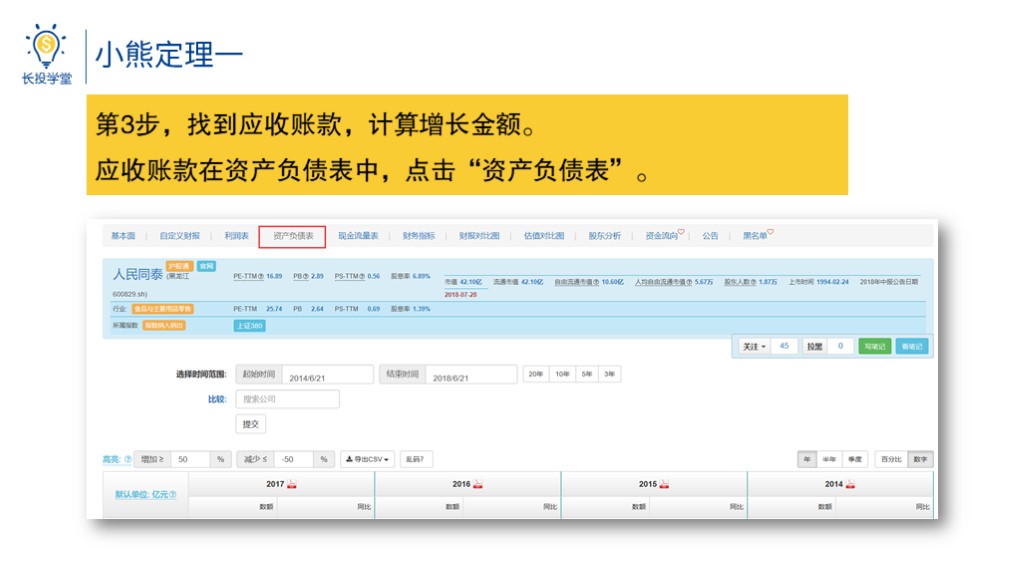 长投学堂
小熊定理一
第3步，找到应收账款，计算增长金额。
应收账款在资产负债表中，点击“资产负债表”。
基本面 自定义财报 利润表 资产负债表 现金流量表 财务指标 财报对比图 估值对比图 股东分析 资金流向 公告 黑名单
人民同泰 (黑龙江 沪股通 官网
600829.sh)
PE-TTM 16.89 PB 2.89 PS-TTM 0.56 股息率 6.89%
市值 42.10亿 流通市值 42.10亿 自由流通市值 10.60亿 人均自由流通市值 5.67万 股东人数 1.87万 上市时间 1994-02-24 2018年中报公告日期
2018-07-28
行业: 食品与主要用品零售 PE-TTM 25.74 PB 2.64 PS-TTM 0.69 股息率 1.39%
所属指数 指数纳入纳出 上证380
关注 45 拉黑 0 写笔记 看笔记
选择时间范围: 起始时间 2014/6/21 结束时间 2018/6/21 20年 10年 5年 3年
比较: 搜索公司
提交
高亮: 增加 ≥ 50 % 减少 ≤ -50 % 导出CSV 乱码? 年 半年 季度 百分比 数字
默认单位: 亿元 2017 2016 2015 2014
数额 同比 数额 同比 数额 同比 数额 同比